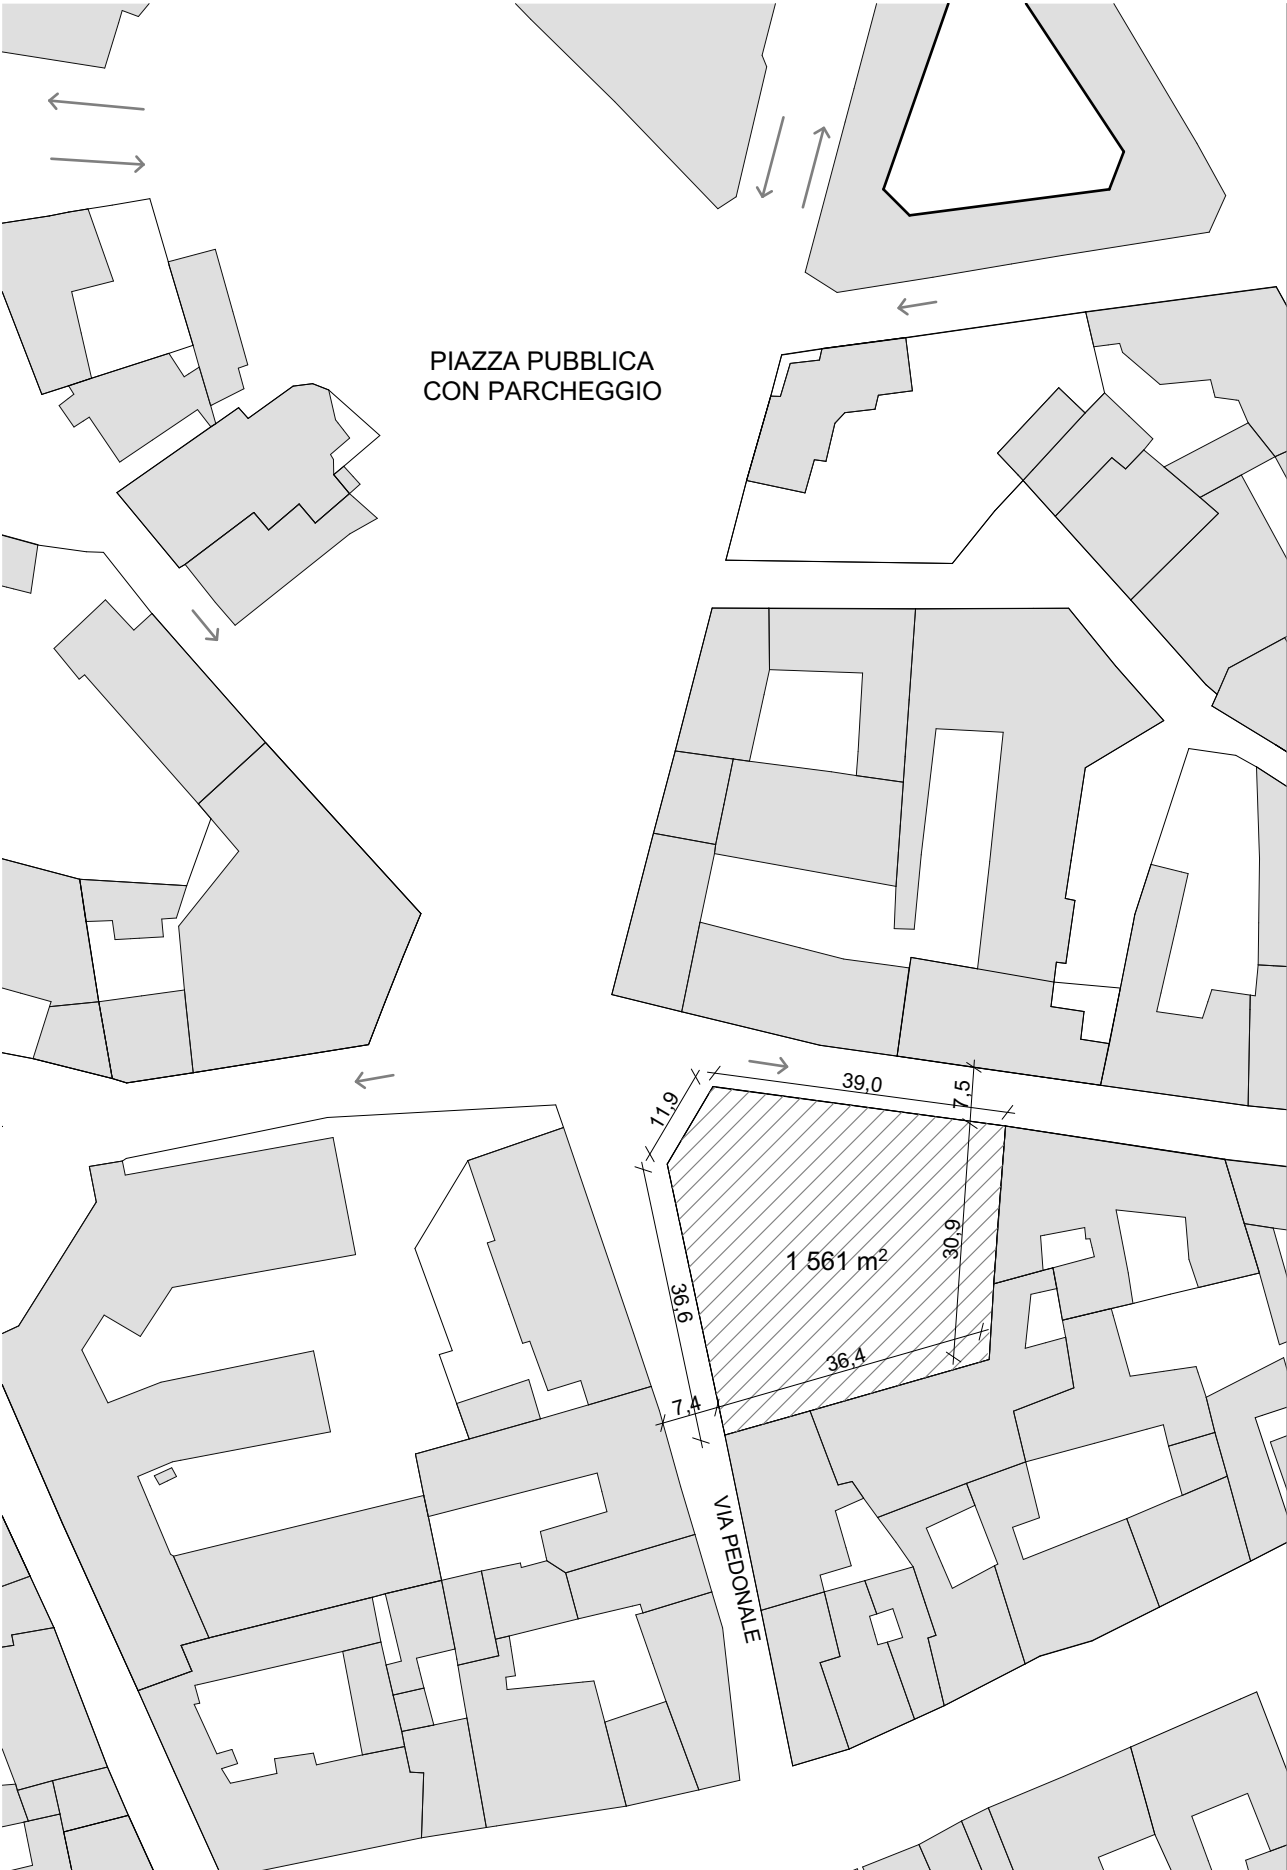 PIAZZA PUBBLICA
CON PARCHEGGIO
39,0
7,5
11,9
30,9
1 561 m²
36,6
36,4
7,4
VIA PEDONALE